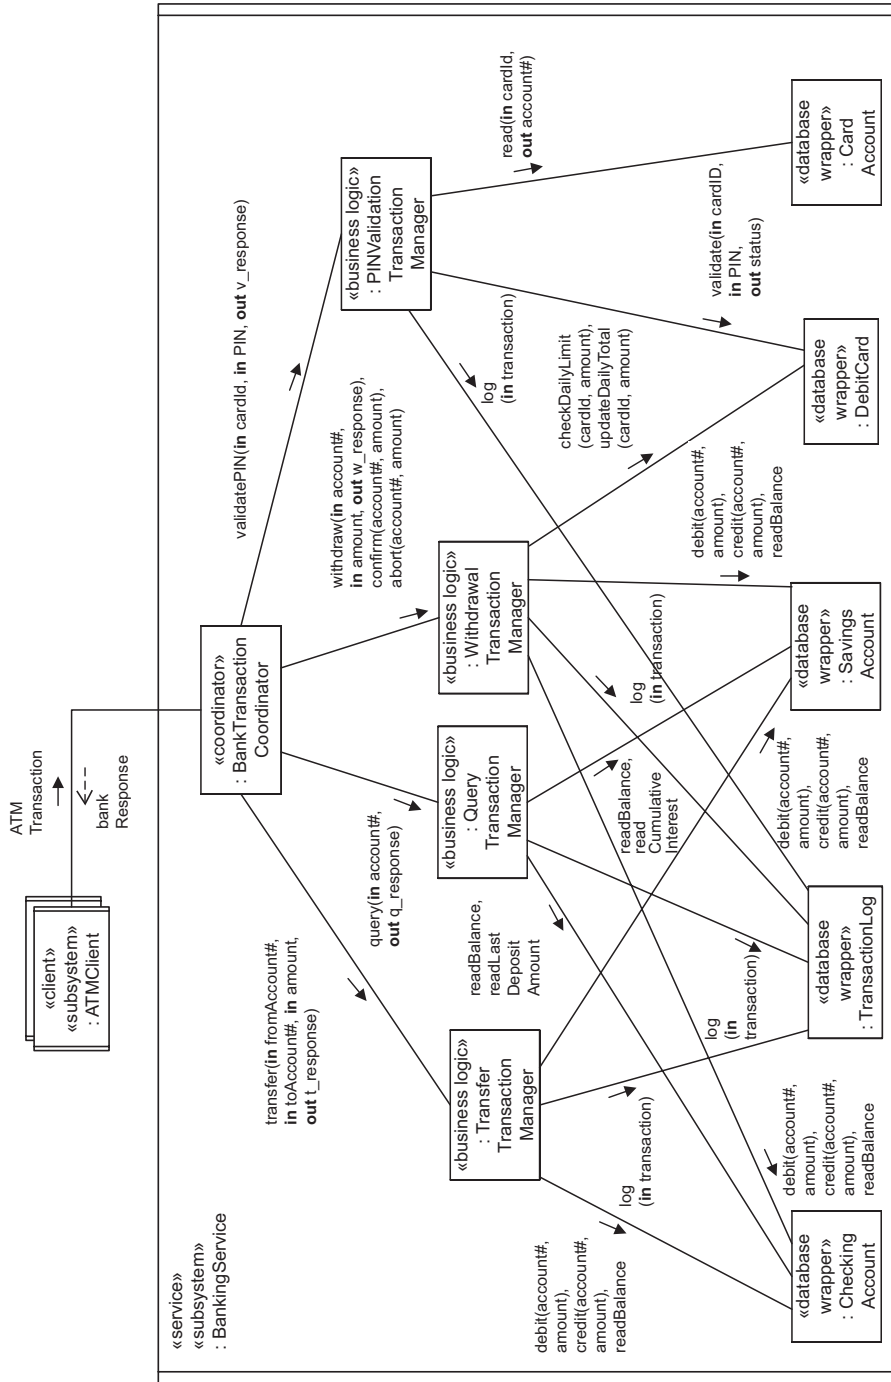 «service»
«subsystem»
: BankingService
«client»
«subsystem»
: ATMClient
ATM
Transaction
bank
Response
«coordinator»
: BankTransaction
Coordinator
transfer(in fromAccount#,
in toAccount#, in amount,
out t_response)
query(in account#,
out q_response)
withdraw(in account#,
in amount, out w_response),
confirm(account#, amount),
abort(account#, amount)
validatePIN(in cardId, in PIN, out v_response)
«business logic»
: Transfer
Transaction
Manager
«business logic»
: Query
Transaction
Manager
«business logic»
: Withdrawal
Transaction
Manager
«business logic»
: PINValidation
Transaction
Manager
debit(account#,
amount),
credit(account#,
amount),
readBalance
log
(in transaction)
readBalance,
readLast
Deposit
Amount
log
(in
transaction)
readBalance,
read
Cumulative
Interest
log
(in transaction)
log
(in transaction)
checkDailyLimit
(cardId, amount),
updateDailyTotal
(cardId, amount)
read(in cardId,
out account#)
debit(account#,
amount),
credit(account#,
amount),
readBalance
debit(account#,
amount),
credit(account#,
amount),
readBalance
debit(account#,
amount),
credit(account#,
amount),
readBalance
validate(in cardID,
in PIN,
out status)
«database
wrapper»
: Checking
Account
«database
wrapper»
: TransactionLog
«database
wrapper»
: Savings
Account
«database
wrapper»
: DebitCard
«database
wrapper»
: Card
Account